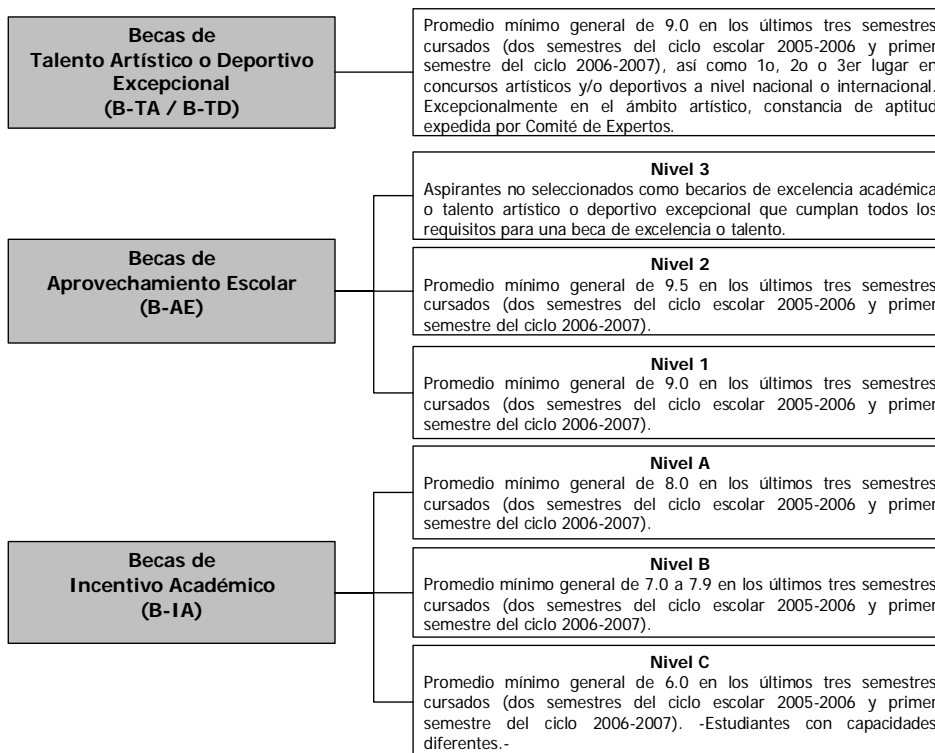 Becas de
Talento Artístico o Deportivo
Excepcional
(B-TA / B-TD)
Promedio mínimo general de 9.0 en los últimos tres semestres
cursados (dos semestres del ciclo escolar 2005-2006 y primer
semestre del ciclo 2006-2007), así como 1o, 2o o 3er lugar en
concursos artísticos y/o deportivos a nivel nacional o internacional.
Excepcionalmente en el ámbito artístico, constancia de aptitud
expedida por Comité de Expertos.
Becas de
Aprovechamiento Escolar
(B-AE)
Nivel 3
Aspirantes no seleccionados como becarios de excelencia académica
o talento artístico o deportivo excepcional que cumplan todos los
requisitos para una beca de excelencia o talento.
Nivel 2
Promedio mínimo general de 9.5 en los últimos tres semestres
cursados (dos semestres del ciclo escolar 2005-2006 y primer
semestre del ciclo 2006-2007).
Nivel 1
Promedio mínimo general de 9.0 en los últimos tres semestres
cursados (dos semestres del ciclo escolar 2005-2006 y primer
semestre del ciclo 2006-2007).
Becas de
Incentivo Académico
(B-IA)
Nivel A
Promedio mínimo general de 8.0 en los últimos tres semestres
cursados (dos semestres del ciclo escolar 2005-2006 y primer
semestre del ciclo 2006-2007).
Nivel B
Promedio mínimo general de 7.0 a 7.9 en los últimos tres semestres
cursados (dos semestres del ciclo escolar 2005-2006 y primer
semestre del ciclo 2006-2007).
Nivel C
Promedio mínimo general de 6.0 en los últimos tres semestres
cursados (dos semestres del ciclo escolar 2005-2006 y primer
semestre del ciclo 2006-2007). -Estudiantes con capacidades
diferentes.-